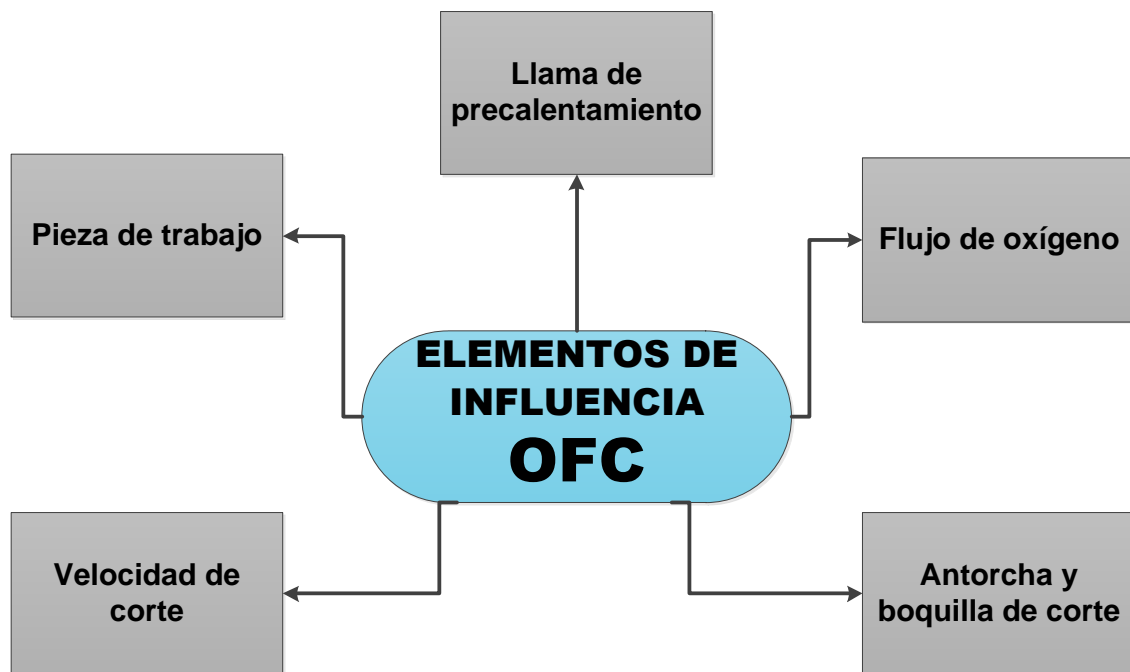 Llama de
precalentamiento
Pieza de trabajo
Flujo de oxígeno
ELEMENTOS DE
INFLUENCIA
OFC
Velocidad de
corte
Antorcha y
boquilla de corte